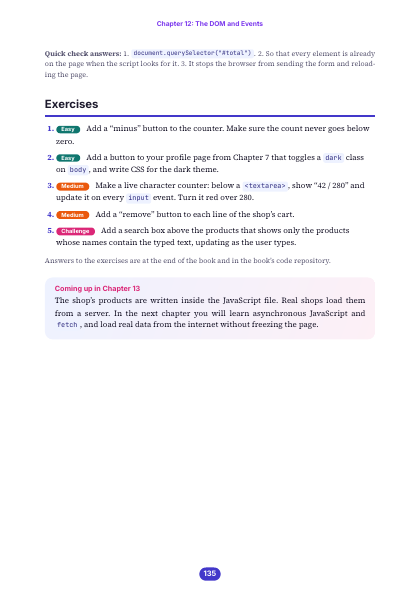 Chapter 12: The DOM and Events
Quick check answers: 1. document.querySelector("#total") . 2. So that every element is already
on the page when the script looks for it. 3. It stops the browser from sending the form and reload-
ing the page.
Exercises
1. Easy Add a “minus” button to the counter. Make sure the count never goes below
zero.
2. Easy Add a button to your profile page from Chapter 7 that toggles a dark class
on body , and write CSS for the dark theme.
3. Medium Make a live character counter: below a <textarea> , show “42 / 280” and
update it on every input event. Turn it red over 280.
4. Medium Add a “remove” button to each line of the shop’s cart.
5. Challenge Add a search box above the products that shows only the products
whose names contain the typed text, updating as the user types.
Answers to the exercises are at the end of the book and in the book’s code repository.
Coming up in Chapter 13
The shop’s products are written inside the JavaScript file. Real shops load them
from a server. In the next chapter you will learn asynchronous JavaScript and
fetch , and load real data from the internet without freezing the page.
135